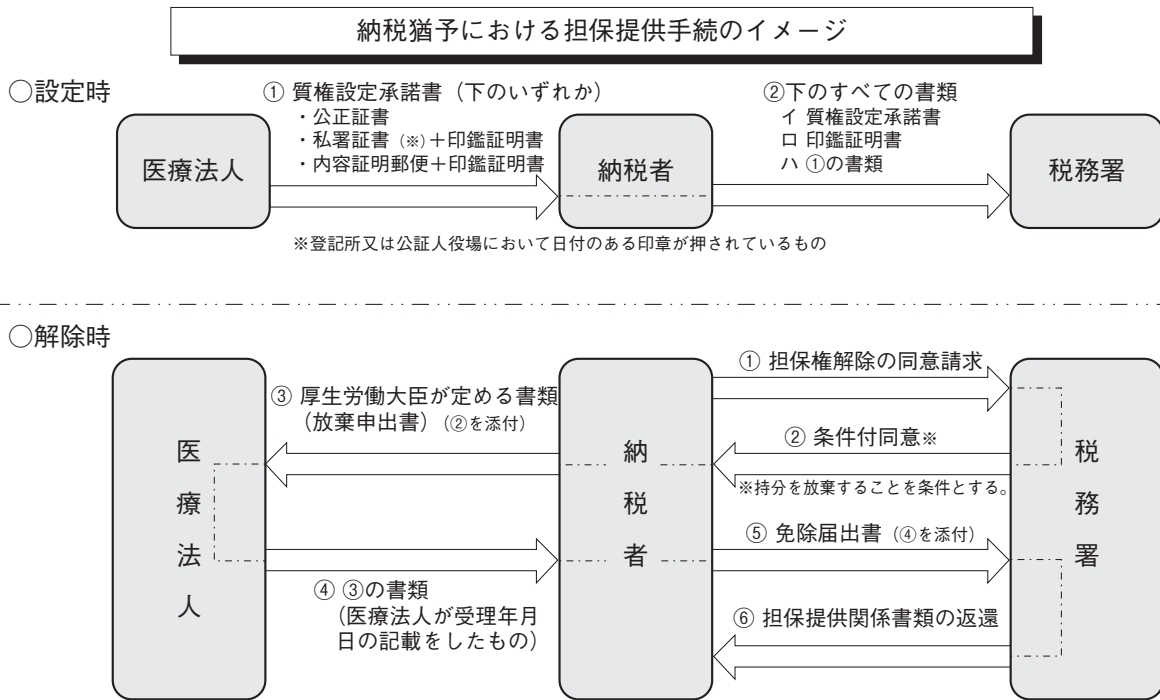 納税猶予における担保提供手続のイメージ
○設定時
① 質権設定承諾書（下のいずれか）
・公正証書
・私署証書（※）＋印鑑証明書
・内容証明郵便＋印鑑証明書
②下のすべての書類
イ 質権設定承諾書
ロ 印鑑証明書
ハ ①の書類
医療法人
納税者
税務署
※登記所又は公証人役場において日付のある印章が押されているもの
○解除時
① 担保権解除の同意請求
③ 厚生労働大臣が定める書類
（放棄申出書）（②を添付）
② 条件付同意※
※持分を放棄することを条件とする。
医療法人
納税者
税務署
⑤ 免除届出書（④を添付）
④ ③の書類
（医療法人が受理年月
日の記載をしたもの）
⑥ 担保提供関係書類の返還